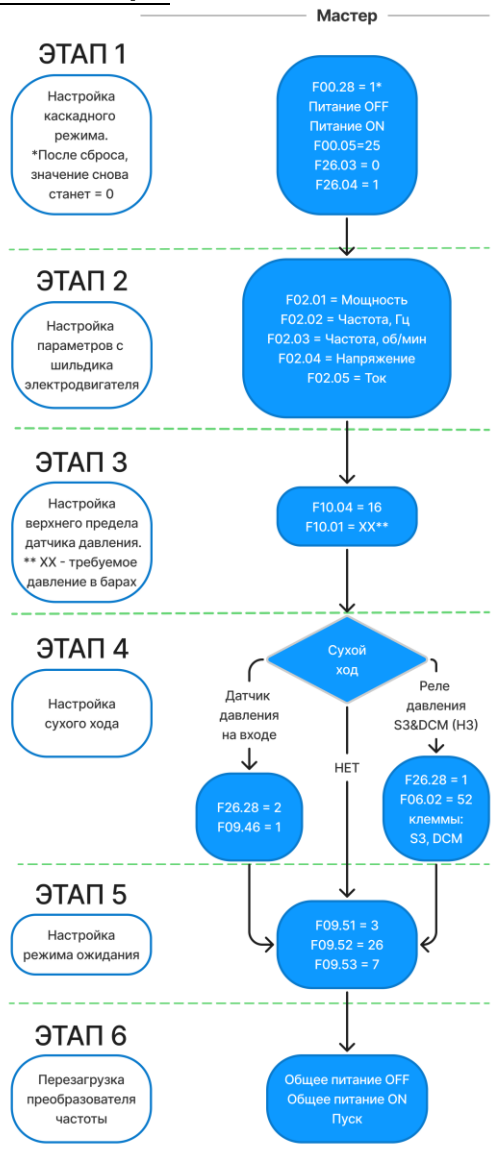 Мастер
ЭТАП 1
Настройка
каскадного
режима.
*После сброса,
значение снова
станет = 0
F00.28 = 1*
Питание OFF
Питание ON
F00.05=25
F26.03 = 0
F26.04 = 1
ЭТАП 2
Настройка
параметров с
шильдика
электродвигателя
F02.01 = Мощность
F02.02 = Частота, Гц
F02.03 = Частота, об/мин
F02.04 = Напряжение
F02.05 = Ток
ЭТАП 3
Настройка
верхнего предела
датчика давления.
** XX - требуемое
давление в барах
F10.04 = 16
F10.01 = XX**
ЭТАП 4
Настройка
сухого хода
Сухой
ход
Датчик
давления
на входе
F26.28 = 2
F09.46 = 1
НЕТ
Реле
давления
S3&DCM (НЗ)
F26.28 = 1
F06.02 = 52
клеммы:
S3, DCM
ЭТАП 5
Настройка
режима ожидания
F09.51 = 3
F09.52 = 26
F09.53 = 7
ЭТАП 6
Перезагрузка
преобразователя
частоты
Общее питание OFF
Общее питание ON
Пуск